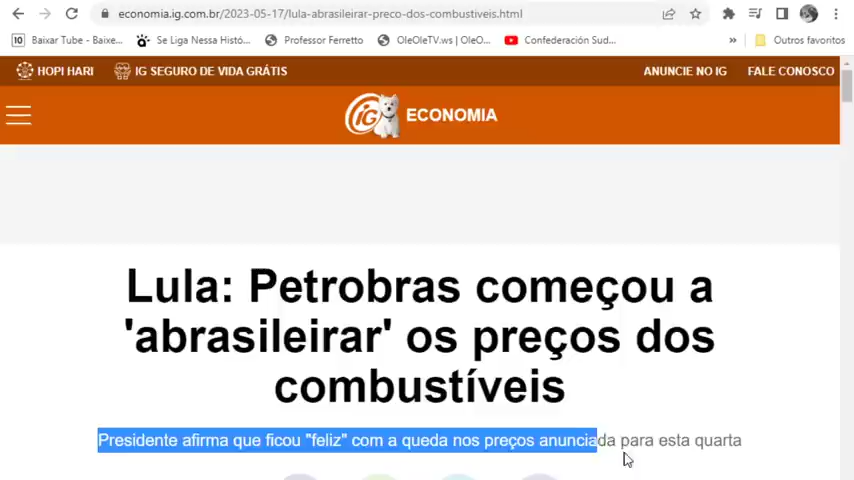 economia.ig.com.br/2023-05-17/lula-abrasileirar-preco-dos-combustiveis.html
10 Baixar Tube - Baixe... Se Liga Nessa Histó... Professor Ferretto OleOleTV.ws | OleO... Confederación Sud... » Outros favoritos
HOPI HARI IG SEGURO DE VIDA GRÁTIS ANUNCIE NO IG FALE CONOSCO
iG ECONOMIA
Lula: Petrobras começou a
'abrasileirar' os preços dos
combustíveis
Presidente afirma que ficou "feliz" com a queda nos preços anunciada para esta quarta